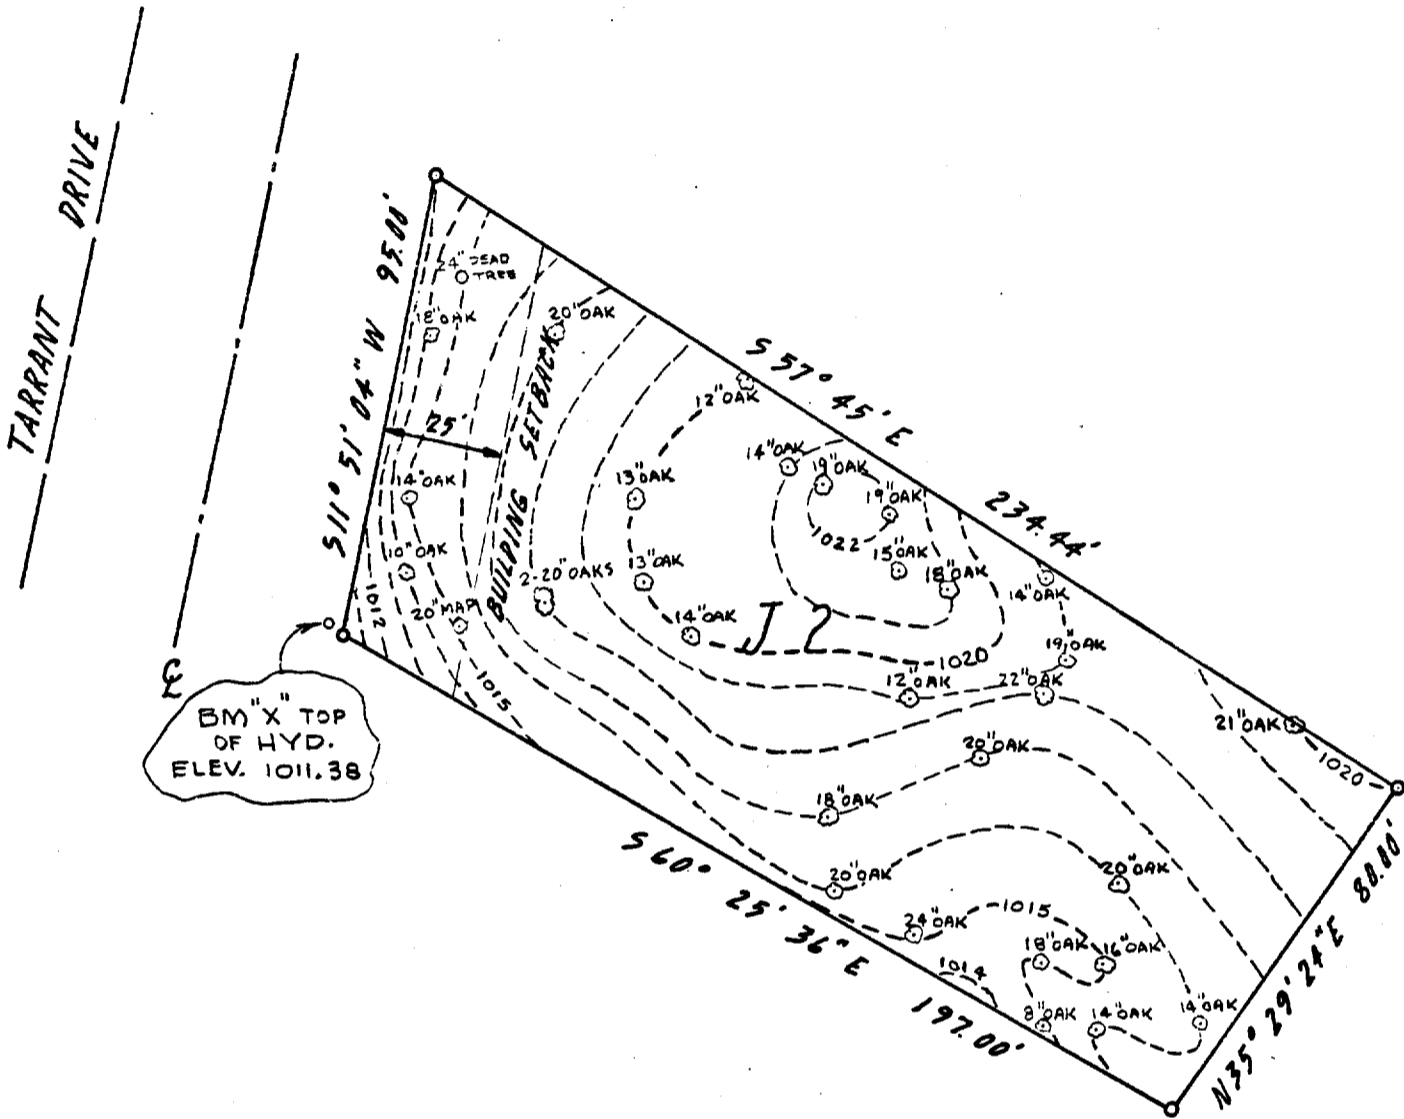 TARRANT DRIVE
S 11° 51' 04" W 95.00'
24" DEAD
TREE
18" OAK
20" OAK
25'
BUILDING SETBACK
S 57° 45' E 234.44'
12" OAK
14" OAK
19" OAK
13" OAK
19" OAK
14" OAK
1022
15" OAK
10" OAK
13" OAK
18" OAK
2-20" OAKS
14" OAK
1012
20" MAP
14" OAK
J 2
19" OAK
1020
1015
12" OAK
22" OAK
℄
BM "X" TOP
OF HYD.
ELEV. 1011.38
21" OAK
20" OAK
1020
18" OAK
20" OAK
20" OAK
S 60° 25' 36" E 197.00'
24" OAK
1015
18" OAK
16" OAK
1014
8" OAK
14" OAK
14" OAK
N 35° 29' 24" E 80.00'